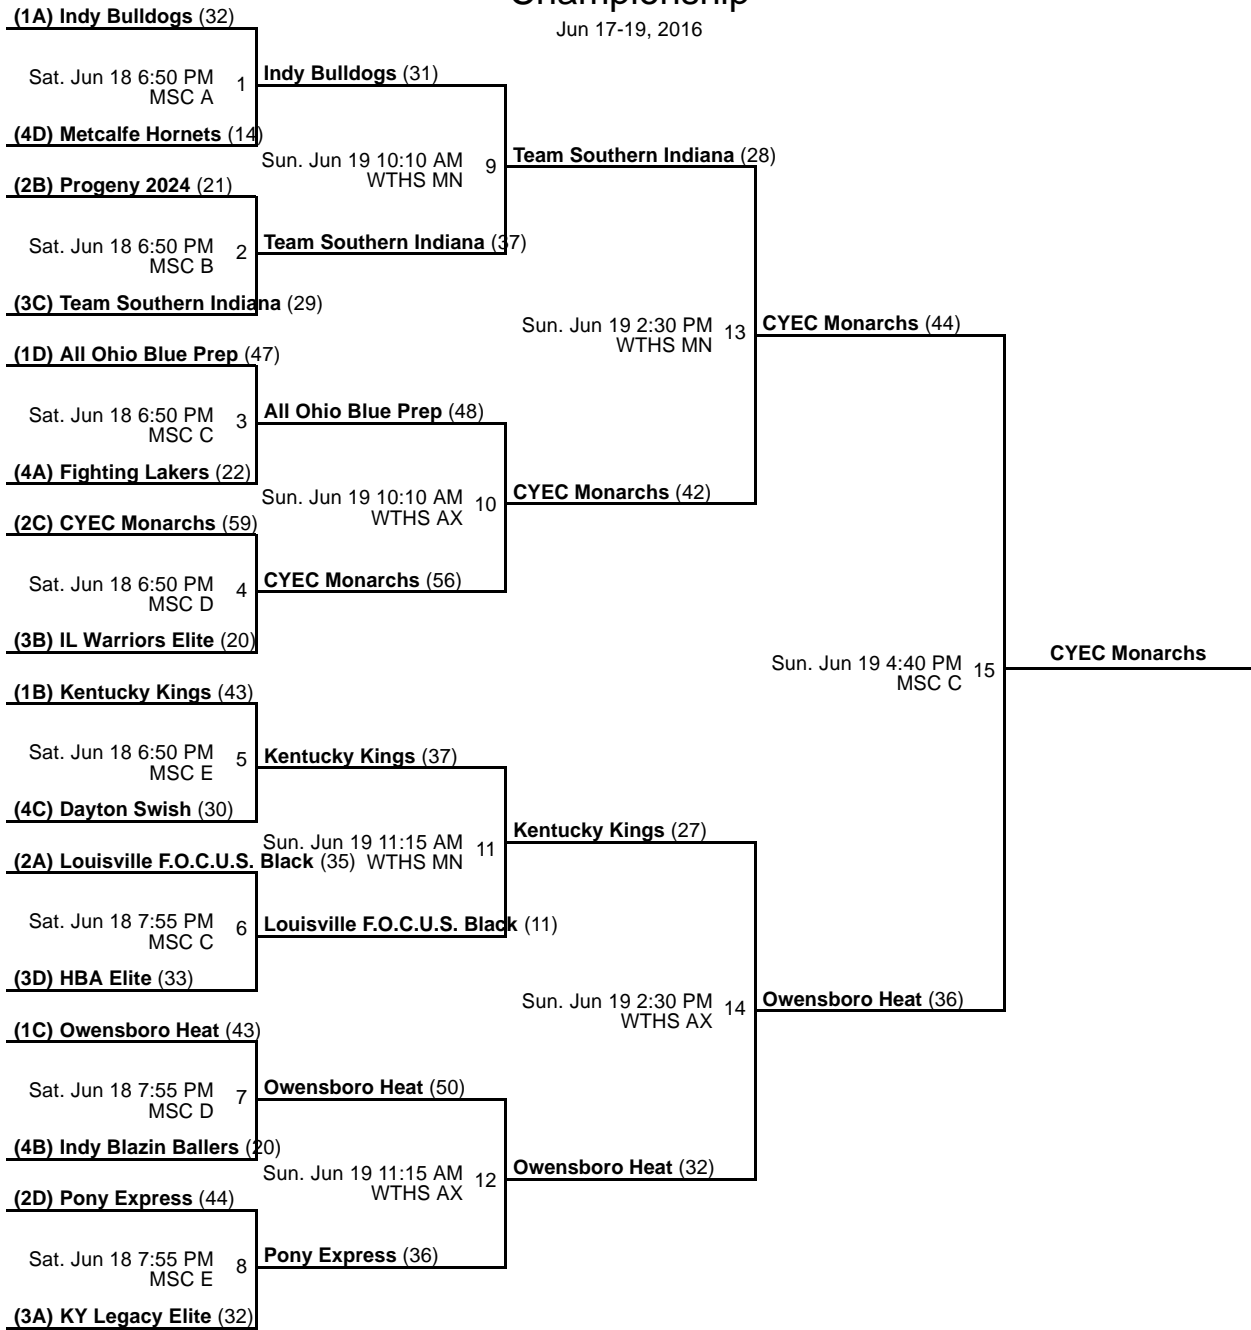 Championship
Jun 17-19, 2016
(1A) Indy Bulldogs (32)
Sat. Jun 18 6:50 PM 1
MSC A
(4D) Metcalfe Hornets (14)
(2B) Progeny 2024 (21)
Sat. Jun 18 6:50 PM 2
MSC B
(3C) Team Southern Indiana (29)
(1D) All Ohio Blue Prep (47)
Sat. Jun 18 6:50 PM 3
MSC C
(4A) Fighting Lakers (22)
(2C) CYEC Monarchs (59)
Sat. Jun 18 6:50 PM 4
MSC D
(3B) IL Warriors Elite (20)
(1B) Kentucky Kings (43)
Sat. Jun 18 6:50 PM 5
MSC E
(4C) Dayton Swish (30)
(2A) Louisville F.O.C.U.S. Black (35)
Sat. Jun 18 7:55 PM 6
MSC C
(3D) HBA Elite (33)
(1C) Owensboro Heat (43)
Sat. Jun 18 7:55 PM 7
MSC D
(4B) Indy Blazin Ballers (20)
(2D) Pony Express (44)
Sat. Jun 18 7:55 PM 8
MSC E
(3A) KY Legacy Elite (32)
Indy Bulldogs (31)
Sun. Jun 19 10:10 AM 9
WTHS MN
Team Southern Indiana (37)
All Ohio Blue Prep (48)
Sun. Jun 19 10:10 AM 10
WTHS AX
CYEC Monarchs (56)
Kentucky Kings (37)
Sun. Jun 19 11:15 AM 11
WTHS MN
Louisville F.O.C.U.S. Black (11)
Owensboro Heat (50)
Sun. Jun 19 11:15 AM 12
WTHS AX
Pony Express (36)
Team Southern Indiana (28)
Sun. Jun 19 2:30 PM 13
WTHS MN
CYEC Monarchs (42)
Kentucky Kings (27)
Sun. Jun 19 2:30 PM 14
WTHS AX
Owensboro Heat (32)
CYEC Monarchs (44)
Sun. Jun 19 4:40 PM 15
MSC C
Owensboro Heat (36)
CYEC Monarchs